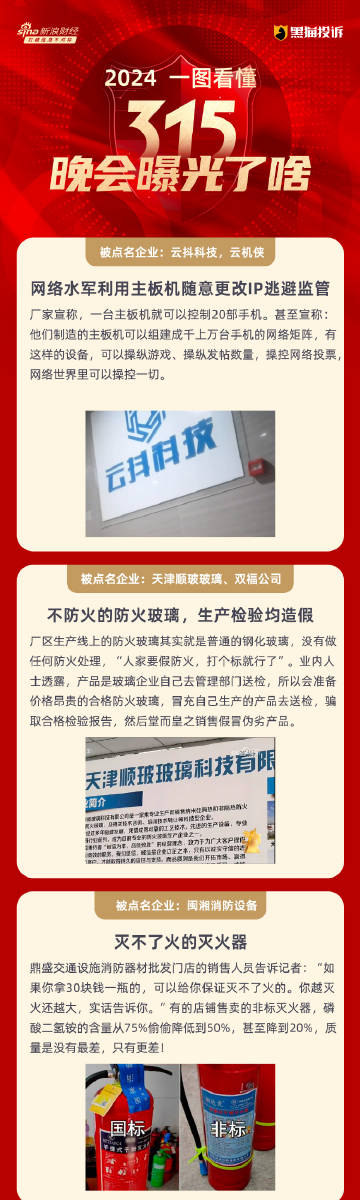 sina 新浪财经
黑猫投诉
2024 一图看懂
315
晚会曝光了啥
被点名企业：云抖科技，云机侠
网络水军利用主板机随意更改IP逃避监管
厂家宣称，一台主板机就可以控制20部手机。甚至宣称：
他们制造的主板机可以组建成千上万台手机的网络矩阵，有
这样的设备，可以操纵游戏、操纵发帖数量，操控网络投票，
网络世界里可以操控一切。
云抖科技
被点名企业：天津顺玻玻璃、双福公司
不防火的防火玻璃，生产检验均造假
厂区生产线上的防火玻璃其实就是普通的钢化玻璃，没有做
任何防火处理，“人家要假防火，打个标就行了”。业内人
士透露，产品是玻璃企业自己去管理部门送检，所以会准备
价格昂贵的合格防火玻璃，冒充自己生产的产品去送检，骗
取合格检验报告，然后堂而皇之销售假冒伪劣产品。
天津顺玻玻璃科技有限
简介
被点名企业：闽湘消防设备
灭不了火的灭火器
鼎盛交通设施消防器材批发门店的销售人员告诉记者：“如
果你拿30块钱一瓶的，可以给你保证灭不了火的。你越灭
火还越大，实话告诉你。”有的店铺售卖的非标灭火器，磷
酸二氢铵的含量从75%偷偷降低到50%，甚至降到20%，质
量是没有最差，只有更差！
国标
非标